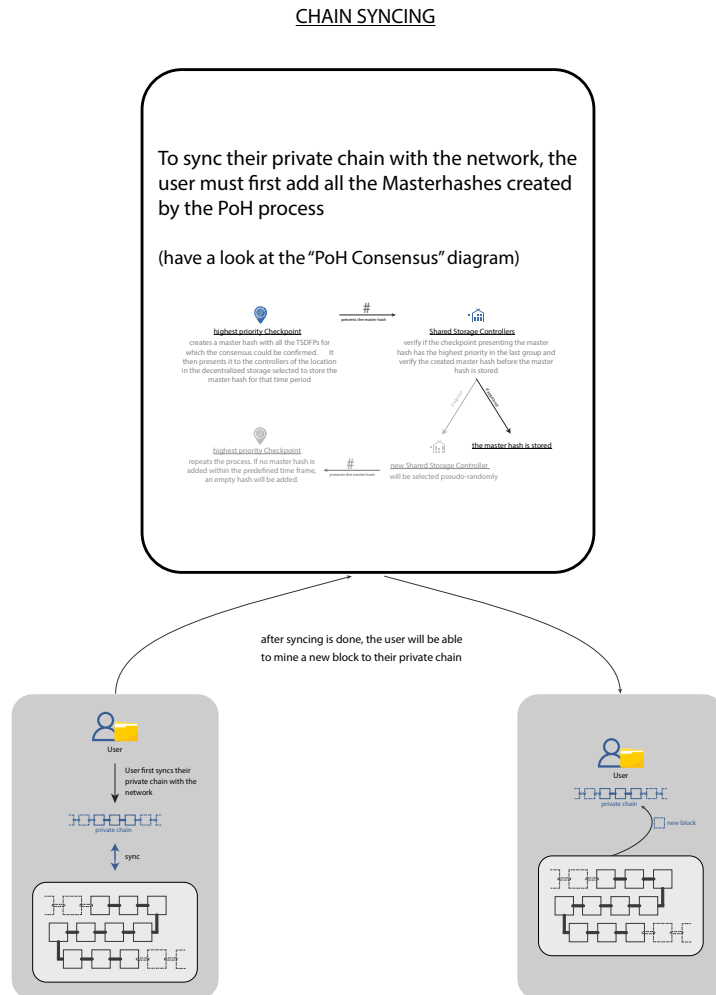 CHAIN SYNCING
To sync their private chain with the network, the
user must first add all the Masterhashes created
by the PoH process
(have a look at the “PoH Consensus” diagram)
#
presents the master hash
highest priority Checkpoint
creates a master hash with all the TSDFPs for
which the consensus could be confirmed. It
then presents it to the controllers of the location
in the decentralized storage selected to store the
master hash for that time period
Shared Storage Controllers
verify if the checkpoint presenting the master
hash has the highest priority in the last group and
verify the created master hash before the master
hash is stored
if rejected
if confirmed
the master hash is stored
highest priority Checkpoint
repeats the process. if no master hash is
added within the predefined time frame,
an empty hash will be added.
#
presents the master hash
new Shared Storage Controller
will be selected pseudo-randomly
after syncing is done, the user will be able
to mine a new block to their private chain
User
User first syncs their
private chain with the
network
private chain
sync
User
private chain
new block